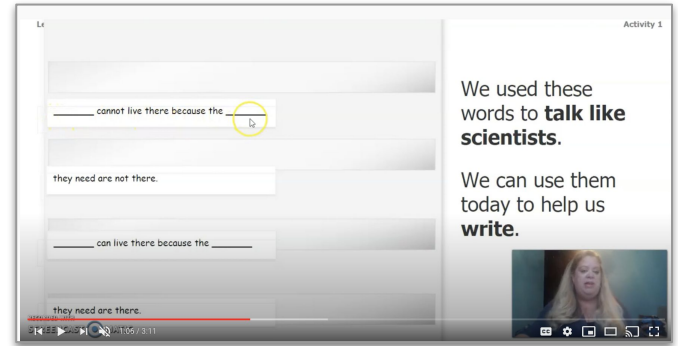 Activity 1
_______ cannot live there because the _______
they need are not there.
_______ can live there because the _______
they need are there.
We used these
words to talk like
scientists.
We can use them
today to help us
write.
1:06 / 3:11
CC